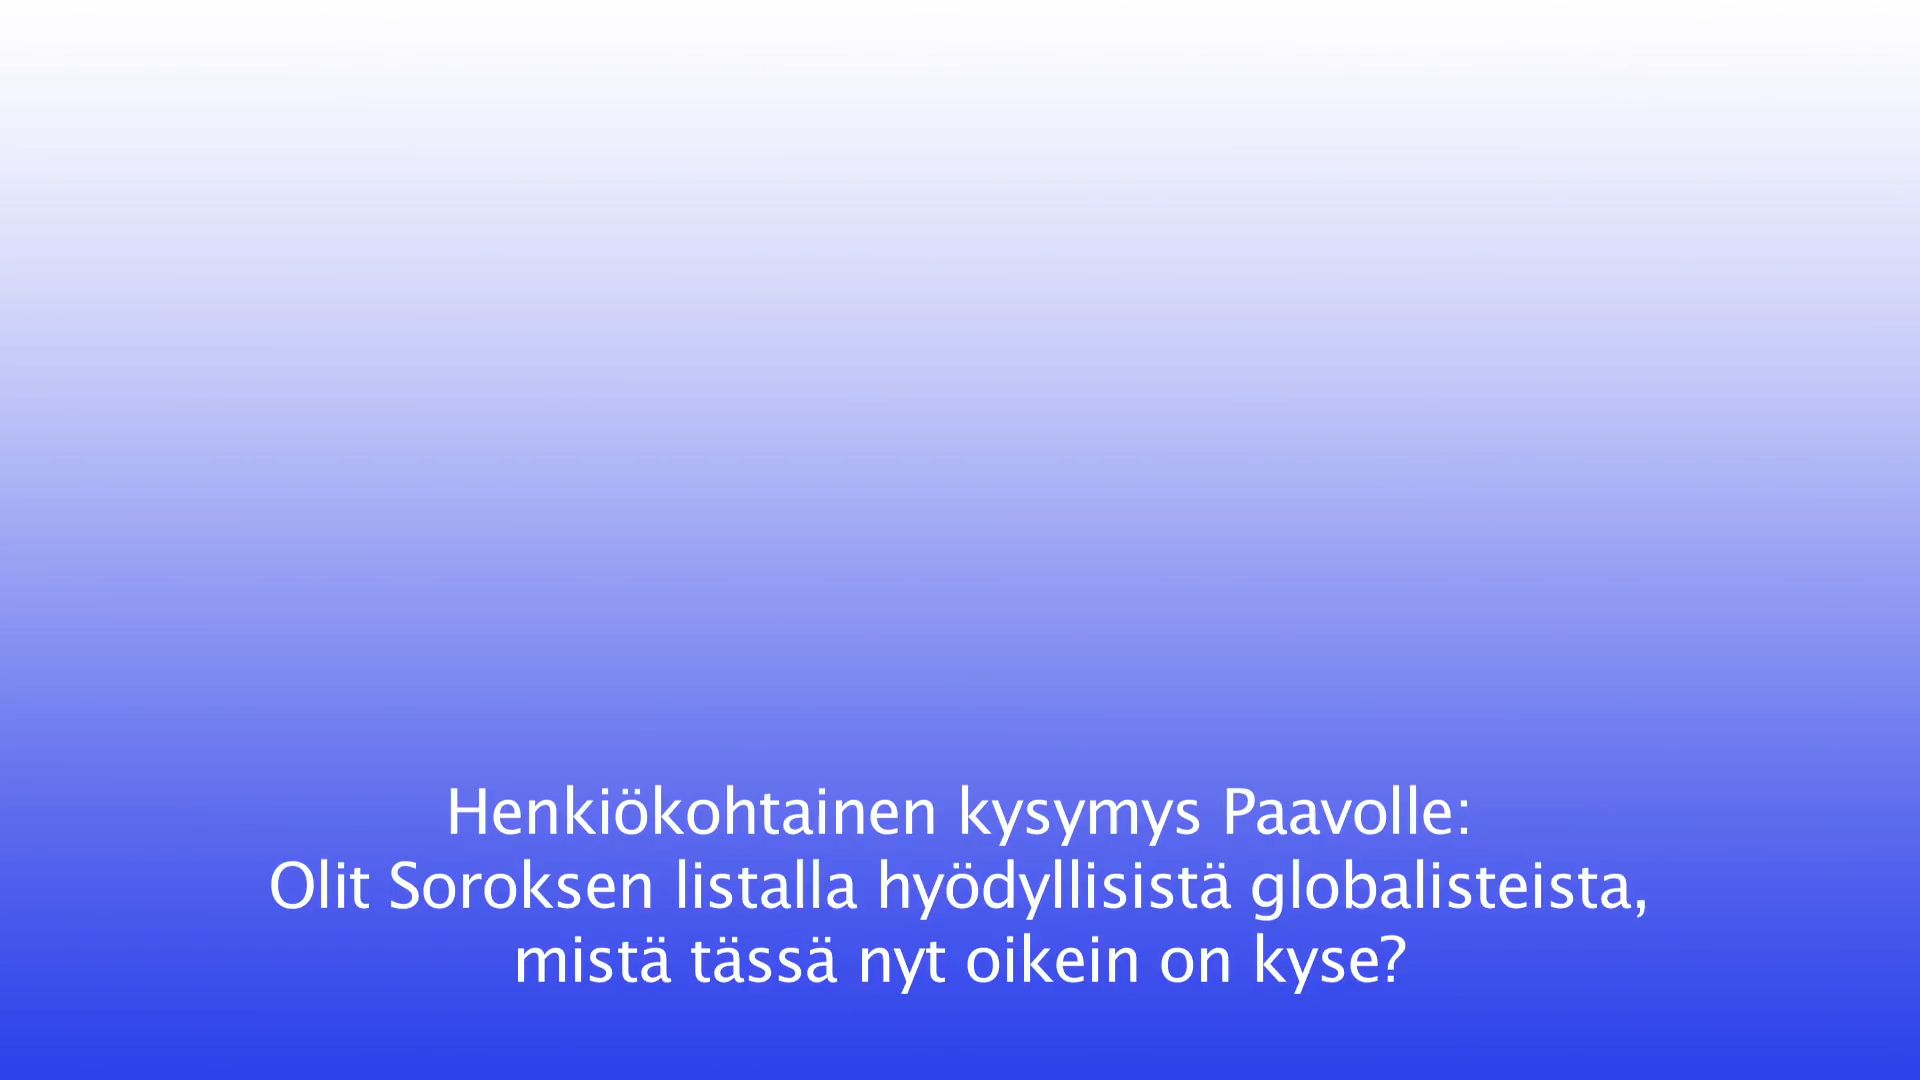 Henkiökohtainen kysymys Paavolle:
Olit Soroksen listalla hyödyllisistä globalisteista,
mistä tässä nyt oikein on kyse?